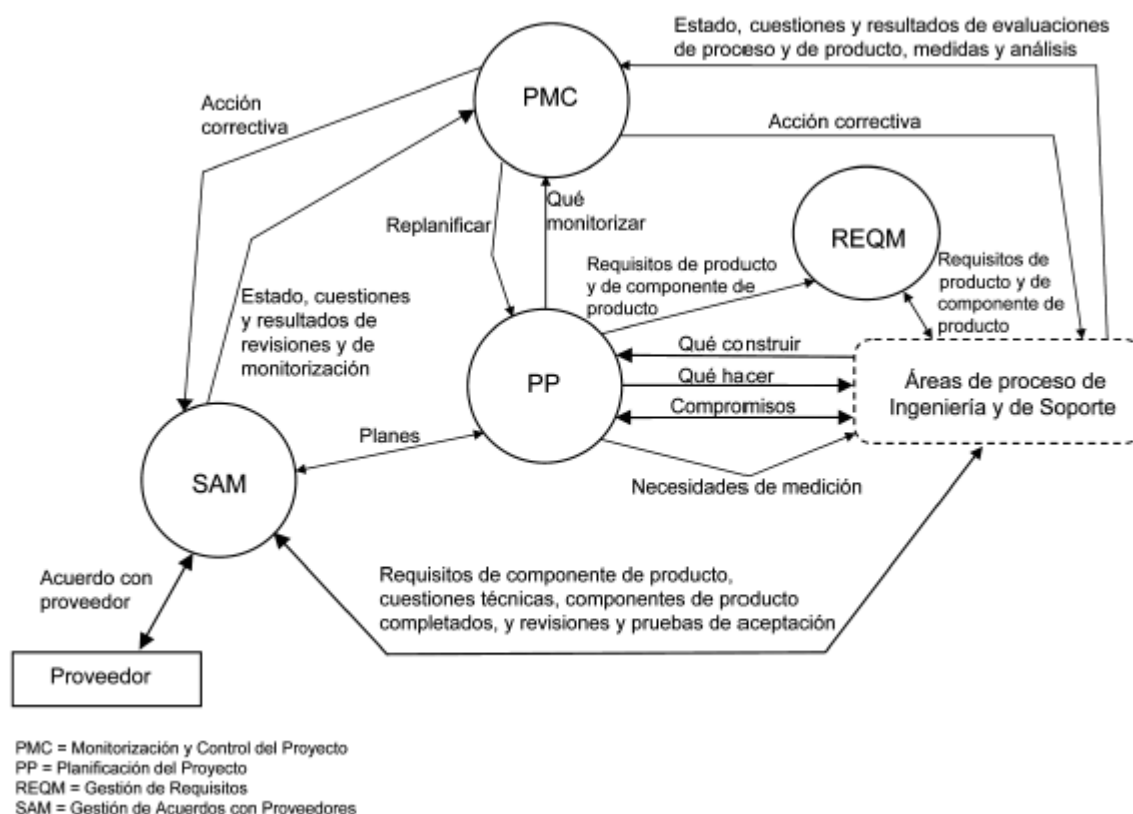 Estado, cuestiones y resultados de evaluaciones
de proceso y de producto, medidas y análisis
PMC
Acción
correctiva
Acción correctiva
Replanificar
Qué
monitorizar
REQM
Requisitos de producto
y de componente de
producto
Requisitos de
producto y de
componente de
producto
Estado, cuestiones
y resultados de
revisiones y de
monitorización
PP
Qué construir
Qué hacer
Compromisos
Áreas de proceso de
Ingeniería y de Soporte
Planes
SAM
Necesidades de medición
Acuerdo con
proveedor
Requisitos de componente de producto,
cuestiones técnicas, componentes de producto
completados, y revisiones y pruebas de aceptación
Proveedor
PMC = Monitorización y Control del Proyecto
PP = Planificación del Proyecto
REQM = Gestión de Requisitos
SAM = Gestión de Acuerdos con Proveedores